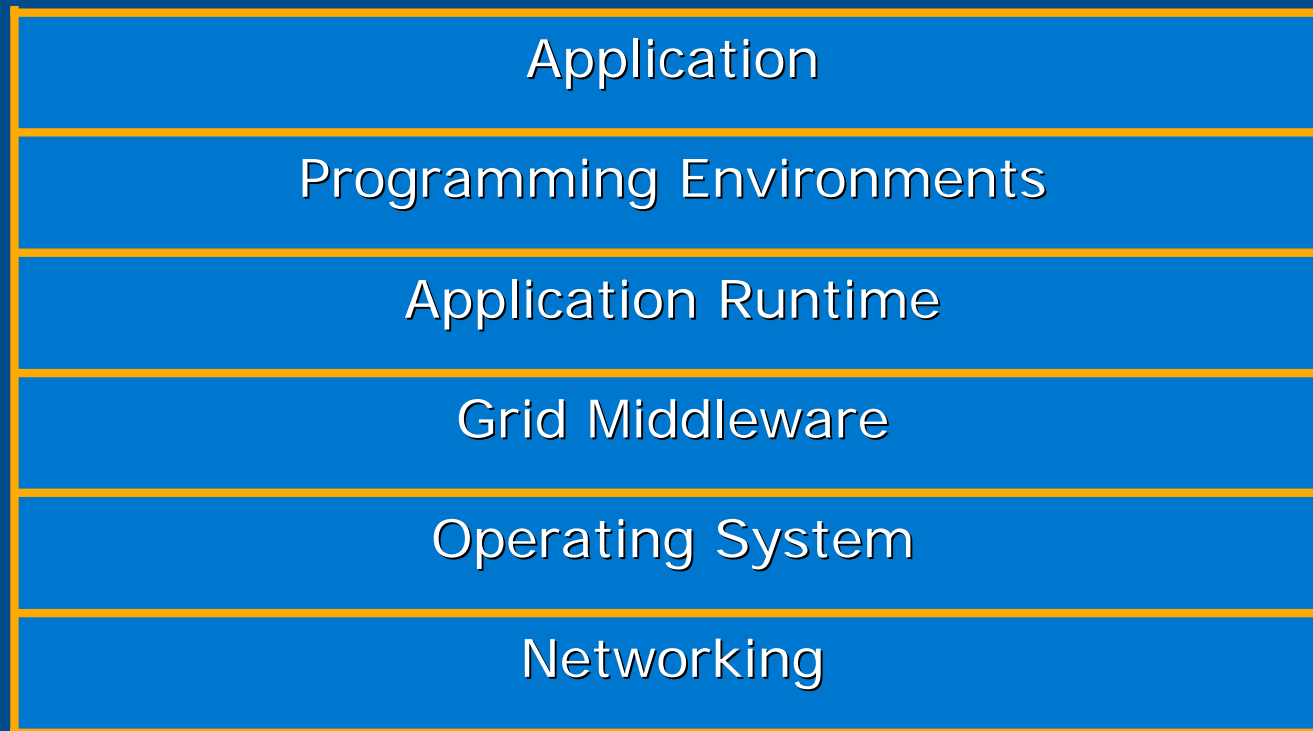 Application
Programming Environments
Application Runtime
Grid Middleware
Operating System
Networking